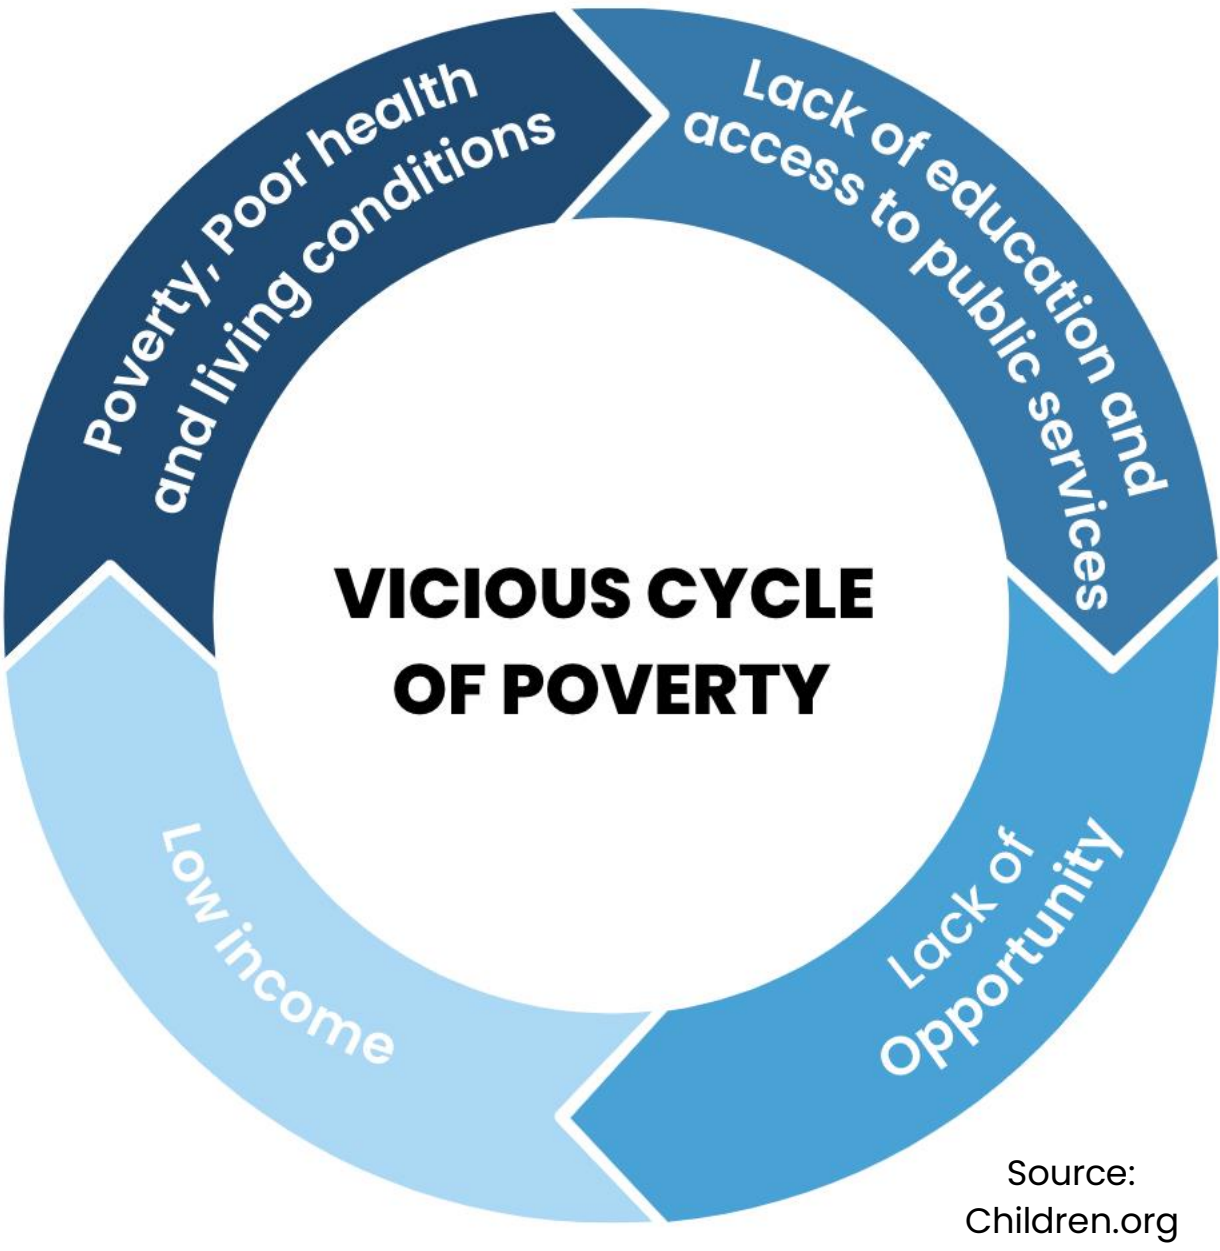 Poverty, Poor health
and living conditions
Lack of education and
access to public services
VICIOUS CYCLE
OF POVERTY
Lack of
Opportunity
Low income
Source:
Children.org